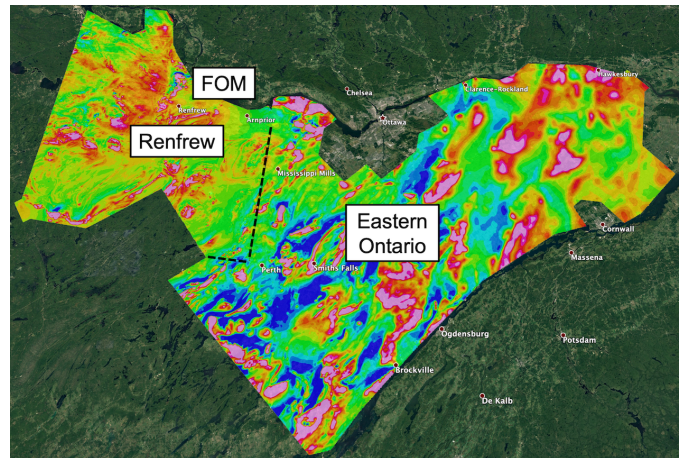 FOM
Chelsea
Clarence-Rockland
Hawkesbury
Renfrew
Arnprior
Ottawa
Renfrew
Mississippi Mills
Eastern
Ontario
Cornwall
Massena
Perth
Smiths Falls
Ogdensburg
Potsdam
Brockville
De Kalb